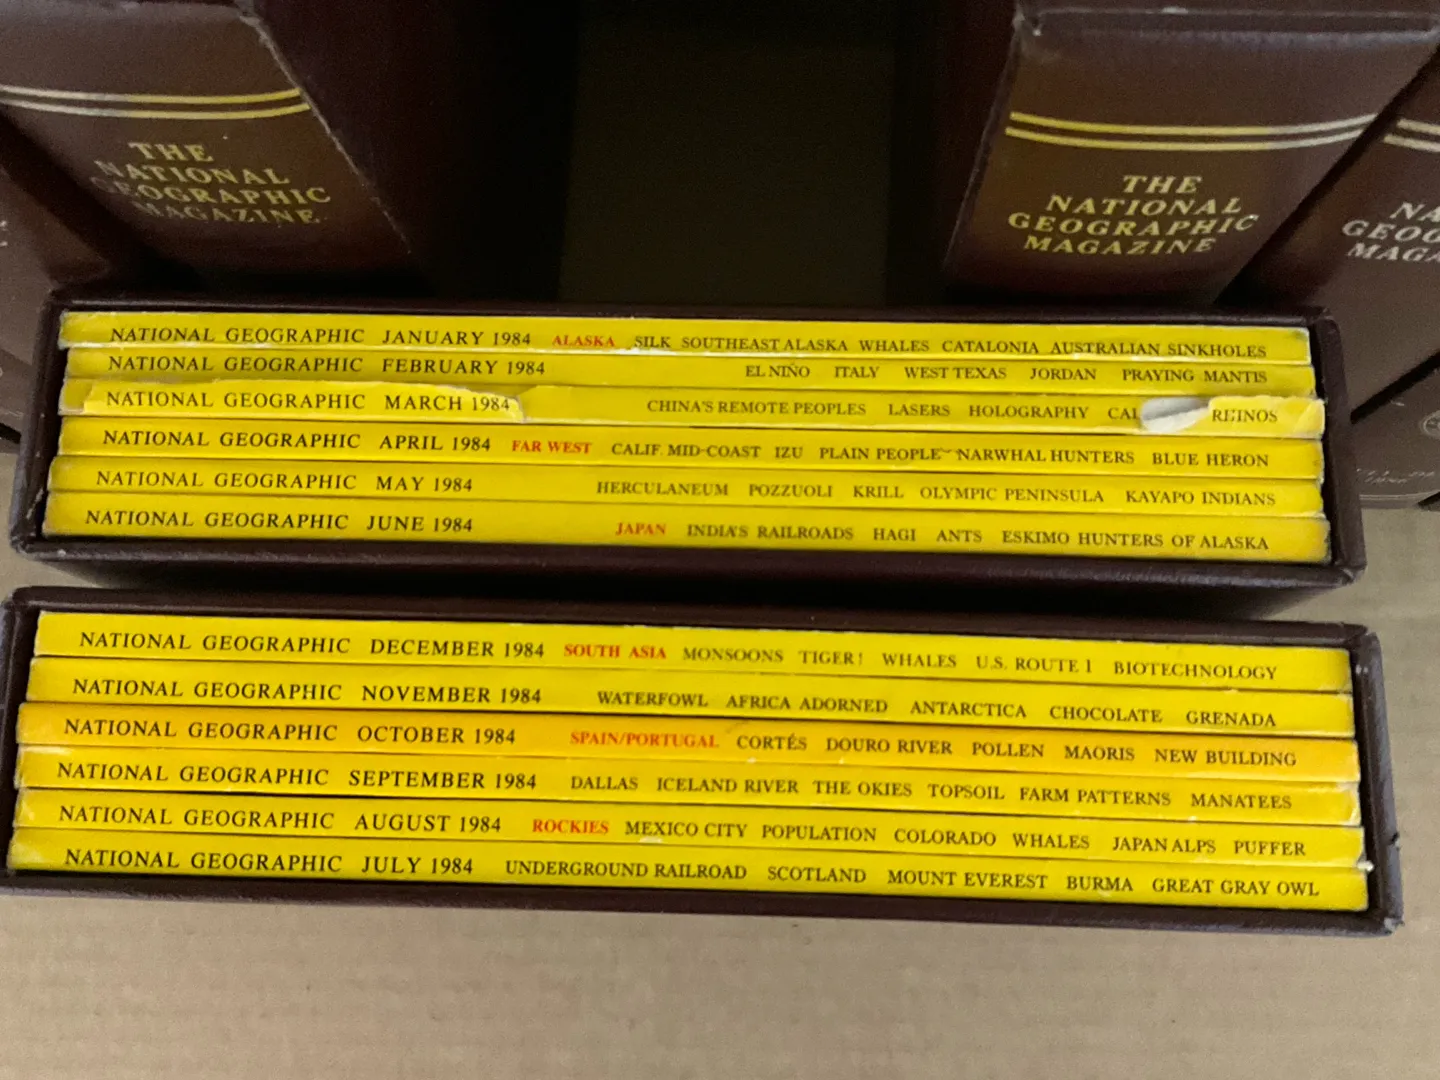 THE
NATIONAL
GEOGRAPHIC
MAGAZINE
THE
NATIONAL
GEOGRAPHIC
MAGAZINE
NATIONAL GEOGRAPHIC JANUARY 1984 ALASKA SILK SOUTHEAST ALASKA WHALES CATALONIA AUSTRALIAN SINKHOLES
NATIONAL GEOGRAPHIC FEBRUARY 1984 EL NIÑO ITALY WEST TEXAS JORDAN PRAYING MANTIS
NATIONAL GEOGRAPHIC MARCH 1984 CHINA'S REMOTE PEOPLES LASERS HOLOGRAPHY CAL RHINOS
NATIONAL GEOGRAPHIC APRIL 1984 FAR WEST CALIF. MID-COAST IZU PLAIN PEOPLE NARWHAL HUNTERS BLUE HERON
NATIONAL GEOGRAPHIC MAY 1984 HERCULANEUM POZZUOLI KRILL OLYMPIC PENINSULA KAYAPO INDIANS
NATIONAL GEOGRAPHIC JUNE 1984 JAPAN INDIA'S RAILROADS HAGI ANTS ESKIMO HUNTERS OF ALASKA
NATIONAL GEOGRAPHIC DECEMBER 1984 SOUTH ASIA MONSOONS TIGER! WHALES U.S. ROUTE 1 BIOTECHNOLOGY
NATIONAL GEOGRAPHIC NOVEMBER 1984 WATERFOWL AFRICA ADORNED ANTARCTICA CHOCOLATE GRENADA
NATIONAL GEOGRAPHIC OCTOBER 1984 SPAIN/PORTUGAL CORTÉS DOURO RIVER POLLEN MAORIS NEW BUILDING
NATIONAL GEOGRAPHIC SEPTEMBER 1984 DALLAS ICELAND RIVER THE OKIES TOPSOIL FARM PATTERNS MANATEES
NATIONAL GEOGRAPHIC AUGUST 1984 ROCKIES MEXICO CITY POPULATION COLORADO WHALES JAPAN ALPS PUFFER
NATIONAL GEOGRAPHIC JULY 1984 UNDERGROUND RAILROAD SCOTLAND MOUNT EVEREST BURMA GREAT GRAY OWL